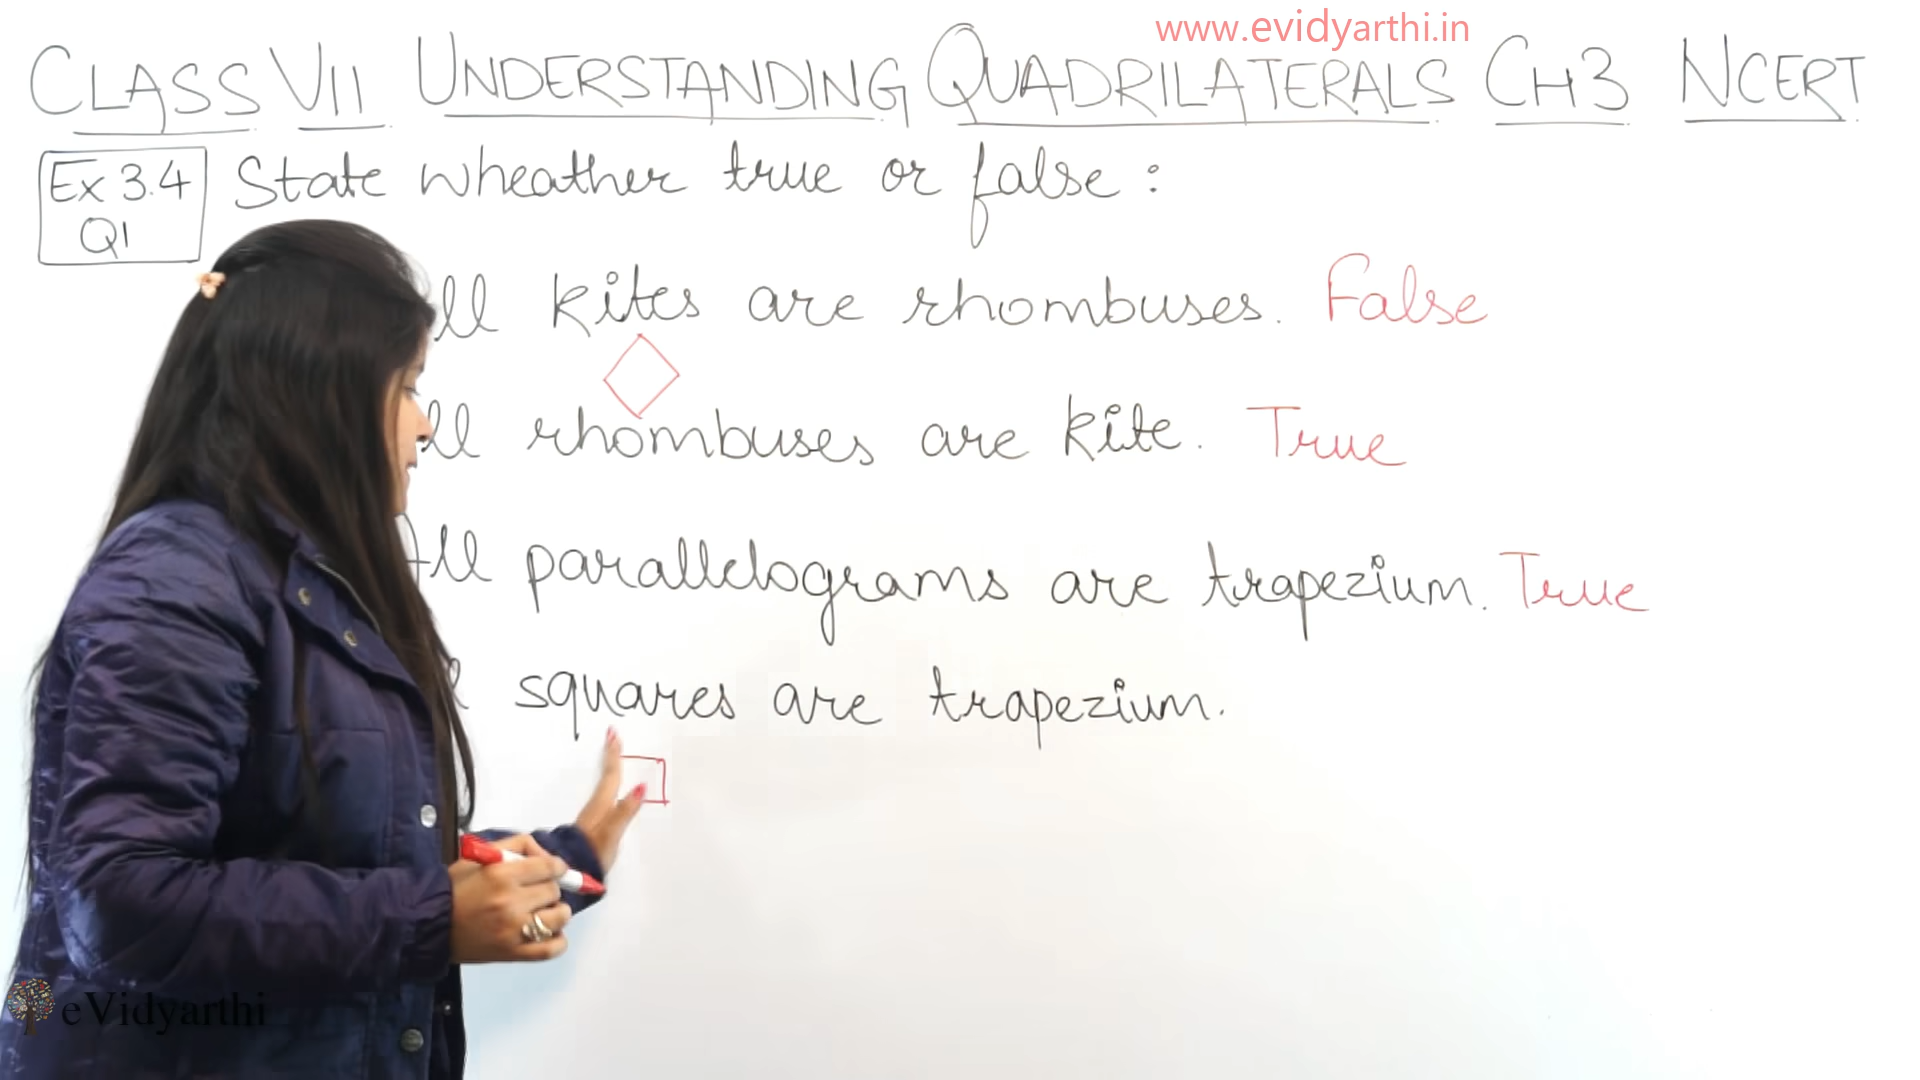 www.evidyarthi.in
CLASS VII UNDERSTANDING QUADRILATERALS CH3 NCERT
Ex 3.4 State wheather true or false :
Q1
ll kites are rhombuses. False
ll rhombuses are kite. True
All parallelograms are trapezium. True
squares are trapezium.
eVidyarthi